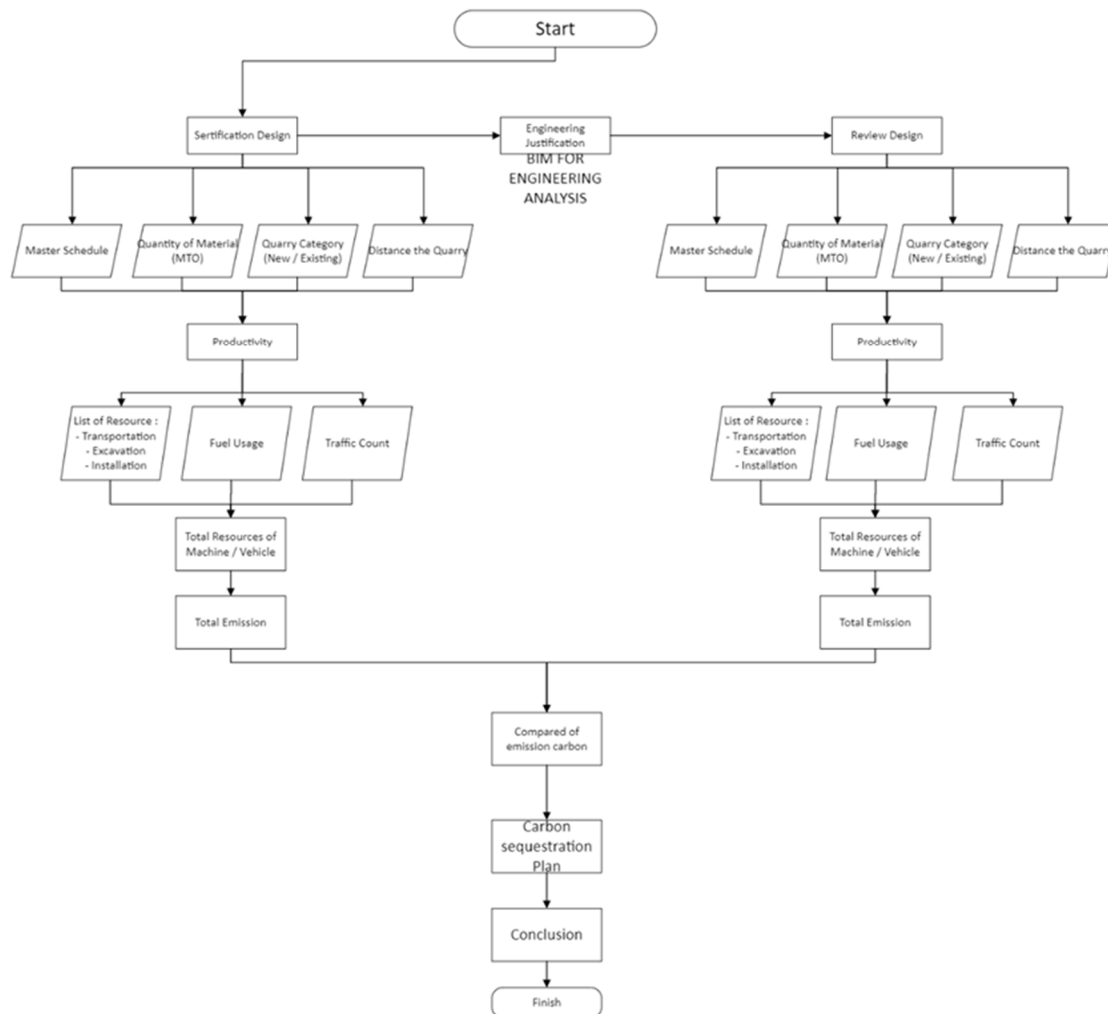 Start
Sertification Design
Engineering
Justification
BIM FOR
ENGINEERING
ANALYSIS
Review Design
Master Schedule
Quantity of Material
(MTO)
Quarry Category
(New / Existing)
Distance the Quarry
Master Schedule
Quantity of Material
(MTO)
Quarry Category
(New / Existing)
Distance the Quarry
Productivity
Productivity
List of Resource :
- Transportation
- Excavation
- Installation
Fuel Usage
Traffic Count
List of Resource :
- Transportation
- Excavation
- Installation
Fuel Usage
Traffic Count
Total Resources of
Machine / Vehicle
Total Resources of
Machine / Vehicle
Total Emission
Total Emission
Compared of
emission carbon
Carbon
sequestration
Plan
Conclusion
Finish